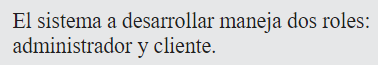 El sistema a desarrollar maneja dos roles:
administrador y cliente.